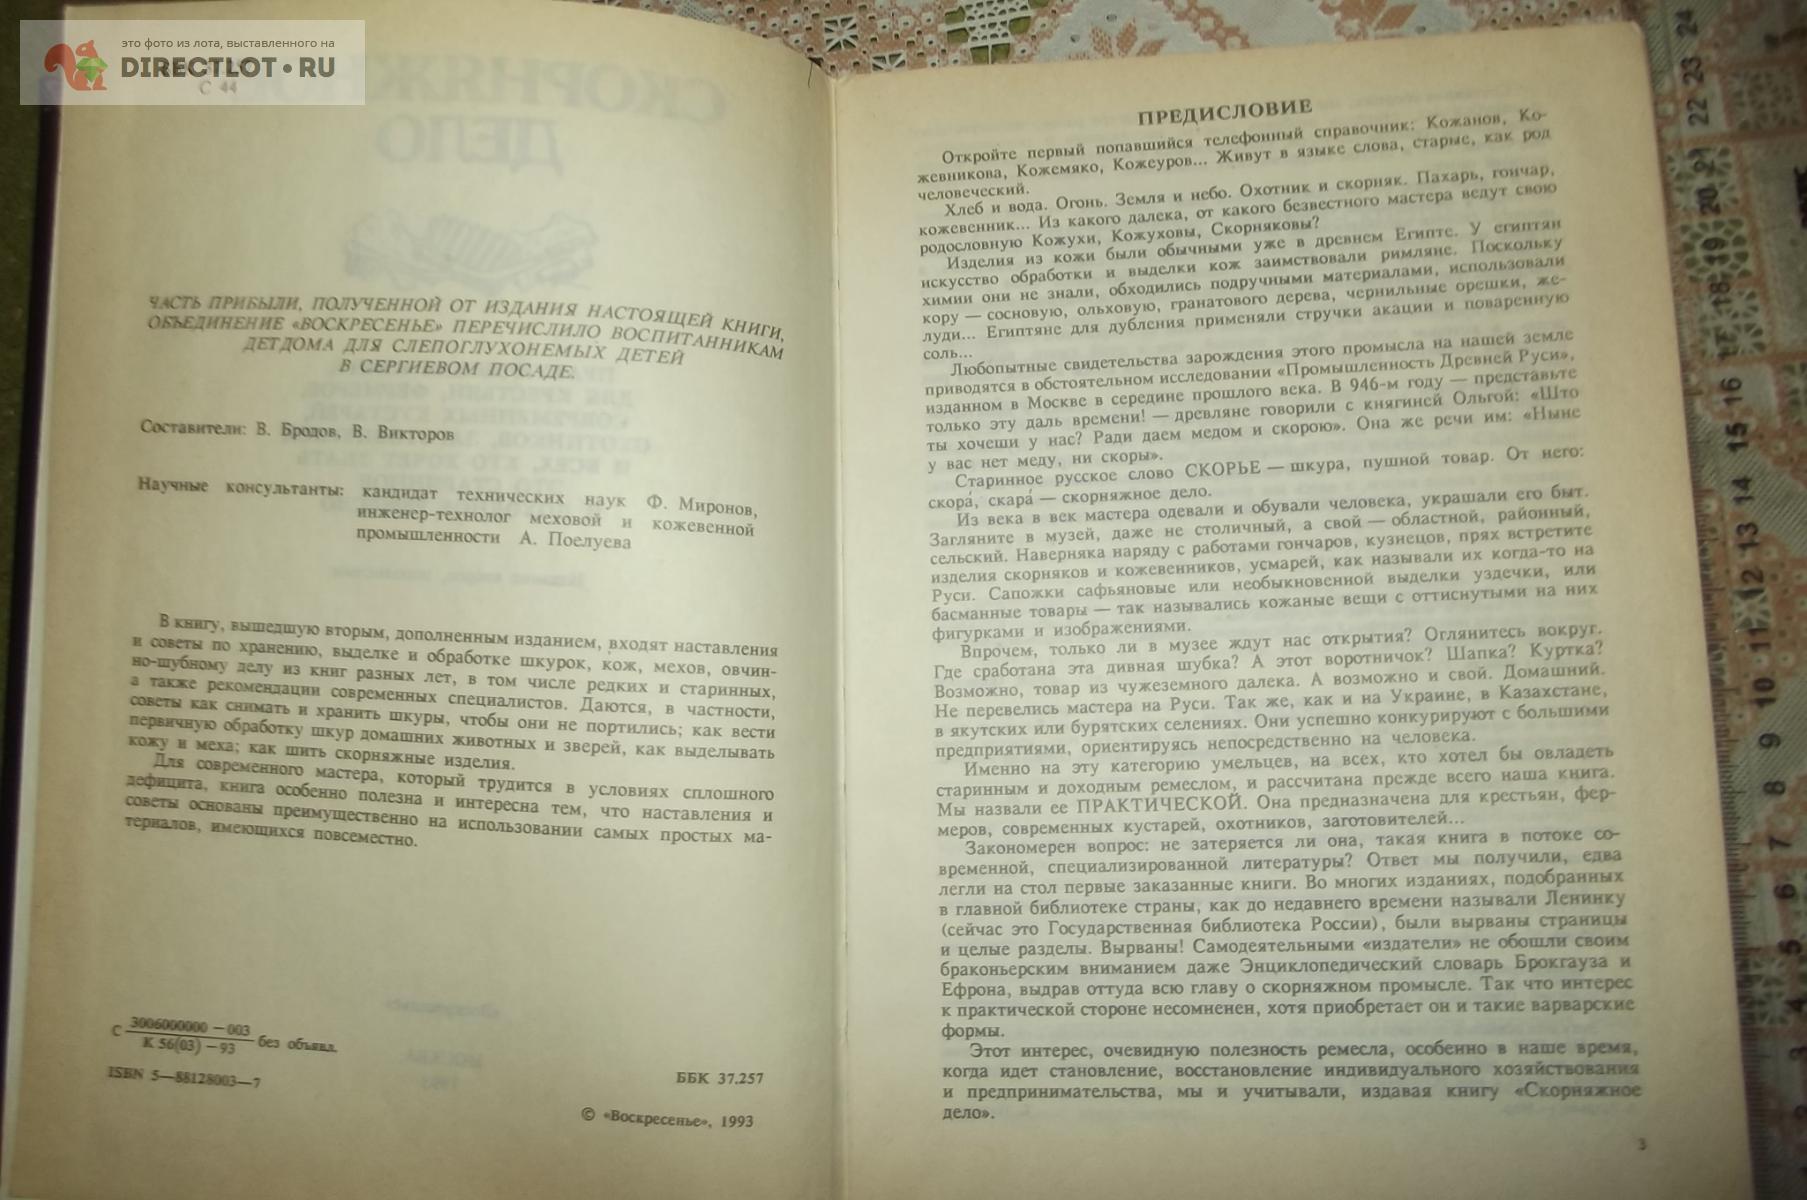 это фото из лота, выставленного на
DIRECTLOT•RU
С 44
ЧАСТЬ ПРИБЫЛИ, ПОЛУЧЕННОЙ ОТ ИЗДАНИЯ НАСТОЯЩЕЙ КНИГИ,
ОБЪЕДИНЕНИЕ «ВОСКРЕСЕНЬЕ» ПЕРЕЧИСЛИЛО ВОСПИТАННИКАМ
ДЕТДОМА ДЛЯ СЛЕПОГЛУХОНЕМЫХ ДЕТЕЙ
В СЕРГИЕВОМ ПОСАДЕ.
Составители: В. Бродов, В. Викторов
Научные консультанты: кандидат технических наук Ф. Миронов,
инженер-технолог меховой и кожевенной
промышленности А. Поелуева
В книгу, вышедшую вторым, дополненным изданием, входят наставления
и советы по хранению, выделке и обработке шкурок, кож, мехов, овчин-
но-шубному делу из книг разных лет, в том числе редких и старинных,
а также рекомендации современных специалистов. Даются, в частности,
советы как снимать и хранить шкуры, чтобы они не портились; как вести
первичную обработку шкур домашних животных и зверей, как выделывать
кожу и меха; как шить скорняжные изделия.
Для современного мастера, который трудится в условиях сплошного
дефицита, книга особенно полезна и интересна тем, что наставления и
советы основаны преимущественно на использовании самых простых ма-
териалов, имеющихся повсеместно.
С 3006000000 — 003 / К 56(03) — 93 без объявл.
ISBN 5—88128003—7
ББК 37.257
© «Воскресенье», 1993
ПРЕДИСЛОВИЕ
Откройте первый попавшийся телефонный справочник: Кожанов, Ко-
жевникова, Кожемяко, Кожеуров... Живут в языке слова, старые, как род
человеческий.
Хлеб и вода. Огонь. Земля и небо. Охотник и скорняк. Пахарь, гончар,
кожевенник... Из какого далека, от какого безвестного мастера ведут свою
родословную Кожухи, Кожуховы, Скорняковы?
Изделия из кожи были обычными уже в древнем Египте. У египтян
искусство обработки и выделки кож заимствовали римляне. Поскольку
химии они не знали, обходились подручными материалами, использовали
кору — сосновую, ольховую, гранатового дерева, чернильные орешки, же-
луди... Египтяне для дубления применяли стручки акации и поваренную
соль...
Любопытные свидетельства зарождения этого промысла на нашей земле
приводятся в обстоятельном исследовании «Промышленность Древней Руси»,
изданном в Москве в середине прошлого века. В 946-м году — представьте
только эту даль времени! — древляне говорили с княгиней Ольгой: «Што
ты хочеши у нас? Ради даем медом и скорою». Она же речи им: «Ныне
у вас нет меду, ни скоры».
Старинное русское слово СКОРЬЕ — шкура, пушной товар. От него:
скора́, скара́ — скорняжное дело.
Из века в век мастера одевали и обували человека, украшали его быт.
Загляните в музей, даже не столичный, а свой — областной, районный,
сельский. Наверняка наряду с работами гончаров, кузнецов, прях встретите
изделия скорняков и кожевенников, усмарей, как называли их когда-то на
Руси. Сапожки сафьяновые или необыкновенной выделки уздечки, или
басманные товары — так назывались кожаные вещи с оттиснутыми на них
фигурками и изображениями.
Впрочем, только ли в музее ждут нас открытия? Оглянитесь вокруг.
Где сработана эта дивная шубка? А этот воротничок? Шапка? Куртка?
Возможно, товар из чужеземного далека. А возможно и свой. Домашний.
Не перевелись мастера на Руси. Так же, как и на Украине, в Казахстане,
в якутских или бурятских селениях. Они успешно конкурируют с большими
предприятиями, ориентируясь непосредственно на человека.
Именно на эту категорию умельцев, на всех, кто хотел бы овладеть
старинным и доходным ремеслом, и рассчитана прежде всего наша книга.
Мы назвали ее ПРАКТИЧЕСКОЙ. Она предназначена для крестьян, фер-
меров, современных кустарей, охотников, заготовителей...
Закономерен вопрос: не затеряется ли она, такая книга в потоке со-
временной, специализированной литературы? Ответ мы получили, едва
легли на стол первые заказанные книги. Во многих изданиях, подобранных
в главной библиотеке страны, как до недавнего времени называли Ленинку
(сейчас это Государственная библиотека России), были вырваны страницы
и целые разделы. Вырваны! Самодеятельными «издатели» не обошли своим
браконьерским вниманием даже Энциклопедический словарь Брокгауза и
Ефрона, выдрав оттуда всю главу о скорняжном промысле. Так что интерес
к практической стороне несомненен, хотя приобретает он и такие варварские
формы.
Этот интерес, очевидную полезность ремесла, особенно в наше время,
когда идет становление, восстановление индивидуального хозяйствования
и предпринимательства, мы и учитывали, издавая книгу «Скорняжное
дело».
3